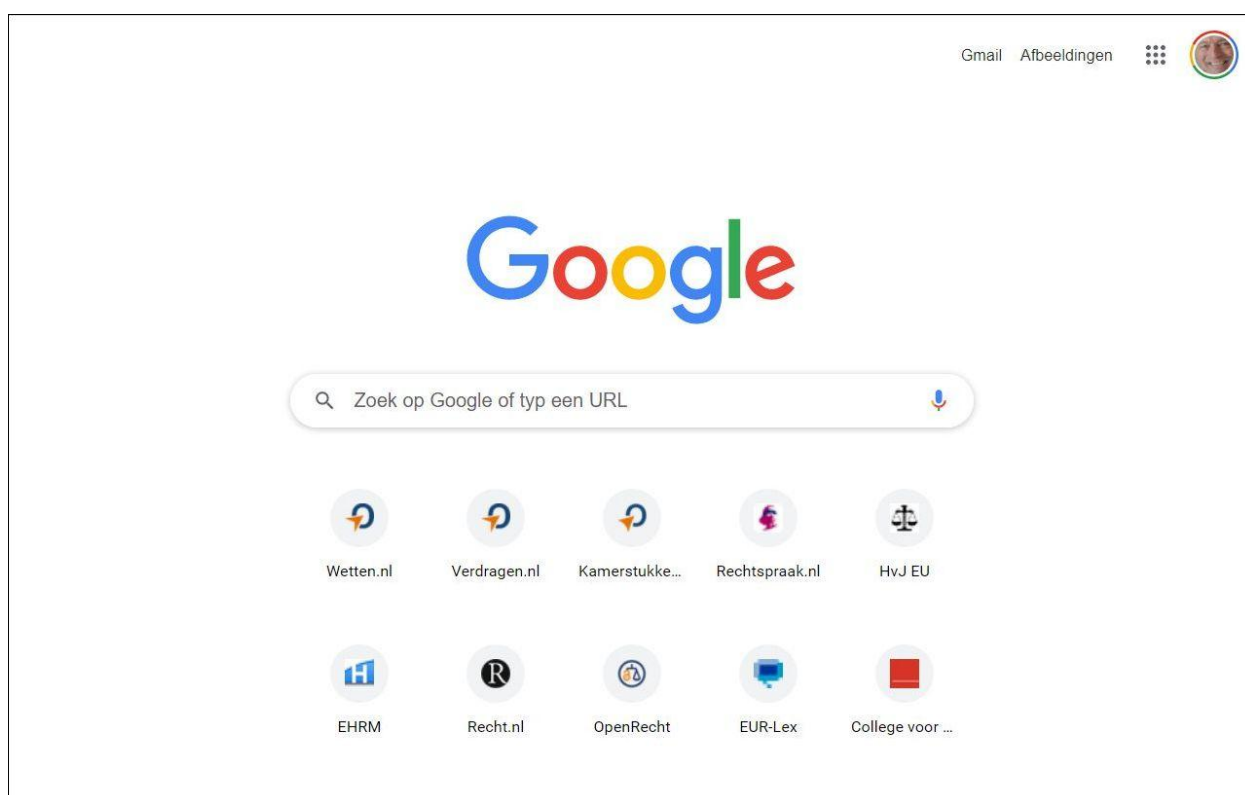 Gmail Afbeeldingen
Google
Zoek op Google of typ een URL
Wetten.nl Verdragen.nl Kamerstukke... Rechtspraak.nl HvJ EU
EHRM Recht.nl OpenRecht EUR-Lex College voor ...